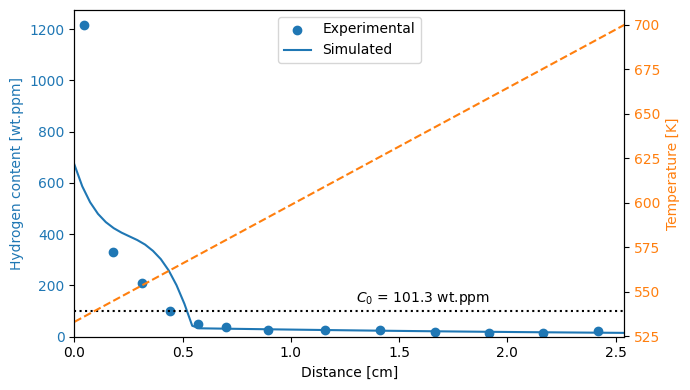 Experimental
Simulated
Hydrogen content [wt.ppm]
1200
1000
800
600
400
200
0
C₀ = 101.3 wt.ppm
700
675
650
625
600
575
550
525
Temperature [K]
0.0 0.5 1.0 1.5 2.0 2.5
Distance [cm]